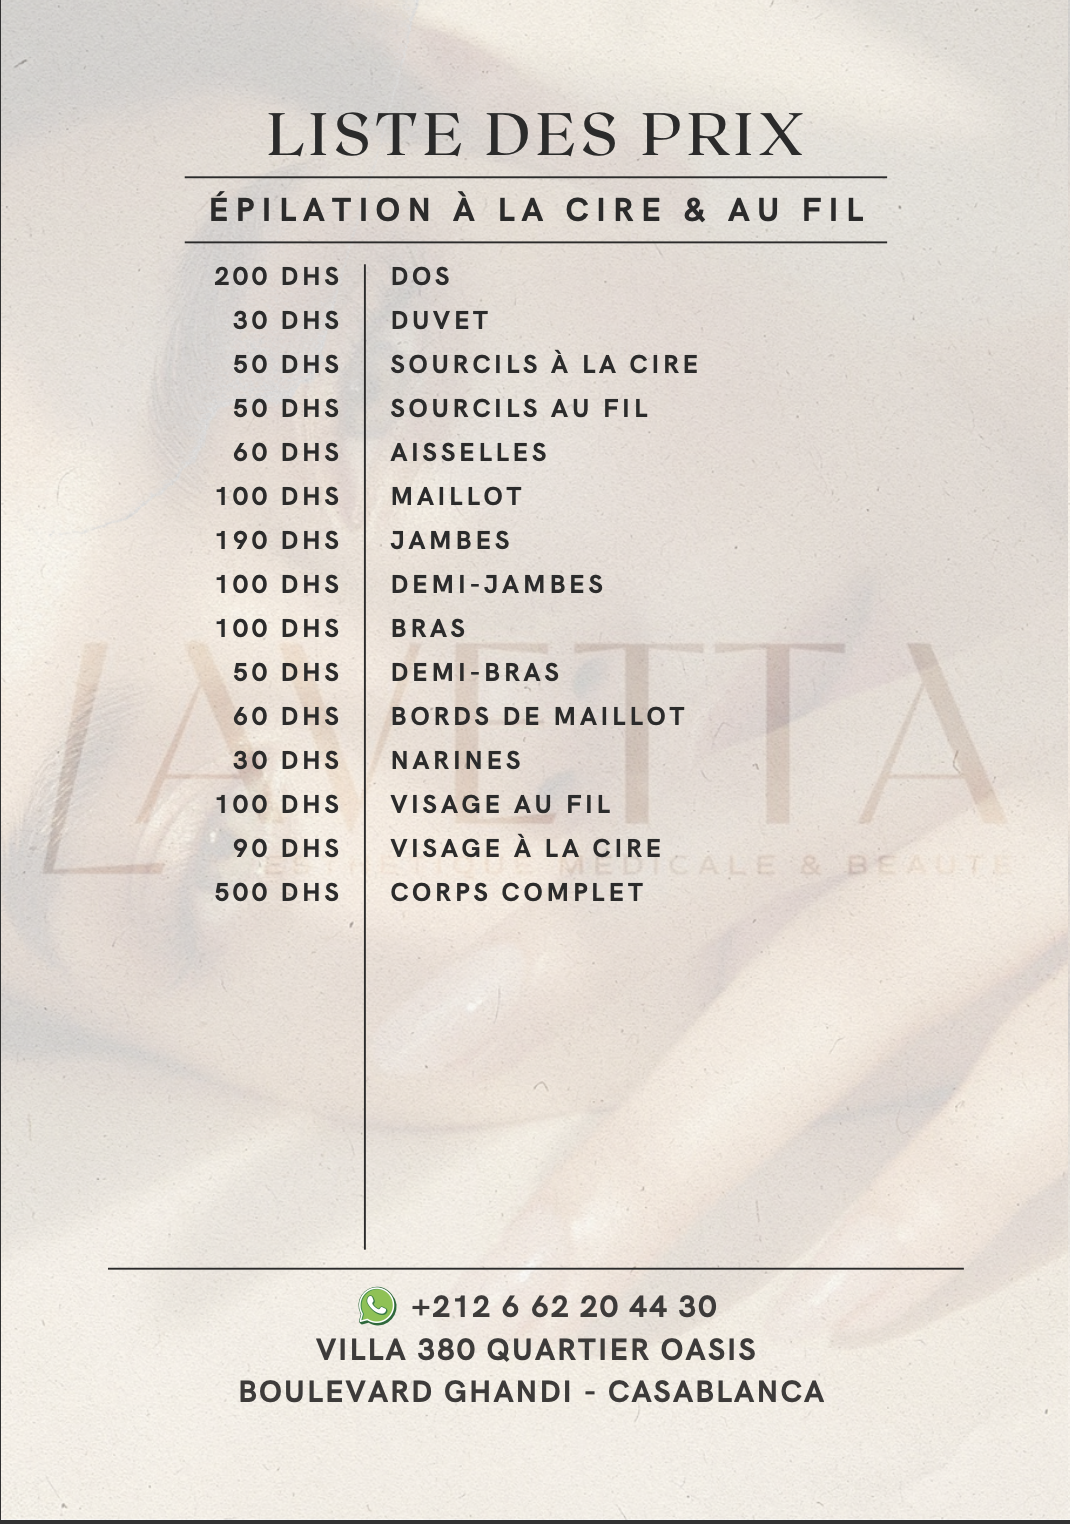 LISTE DES PRIX
ÉPILATION À LA CIRE & AU FIL
200 DHS DOS
30 DHS DUVET
50 DHS SOURCILS À LA CIRE
50 DHS SOURCILS AU FIL
60 DHS AISSELLES
100 DHS MAILLOT
190 DHS JAMBES
100 DHS DEMI-JAMBES
100 DHS BRAS
50 DHS DEMI-BRAS
60 DHS BORDS DE MAILLOT
30 DHS NARINES
100 DHS VISAGE AU FIL
90 DHS VISAGE À LA CIRE
500 DHS CORPS COMPLET
LAVETTA
MÉDICALE & BEAUTÉ
+212 6 62 20 44 30
VILLA 380 QUARTIER OASIS
BOULEVARD GHANDI - CASABLANCA